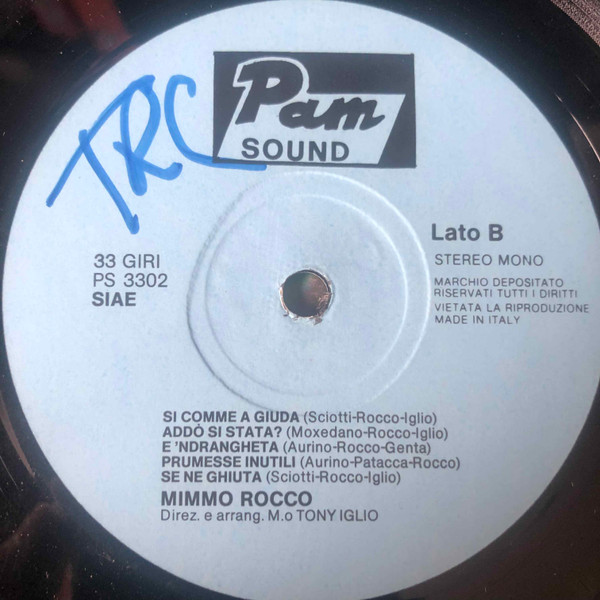 TRC
Pam
SOUND
Lato B
33 GIRI
PS 3302
SIAE
STEREO MONO
MARCHIO DEPOSITATO
RISERVATI TUTTI I DIRITTI
VIETATA LA RIPRODUZIONE
MADE IN ITALY
SI COMME A GIUDA (Sciotti-Rocco-Iglio)
ADDÒ SI STATA? (Moxedano-Rocco-Iglio)
E 'NDRANGHETA (Aurino-Rocco-Genta)
PRUMESSE INUTILI (Aurino-Patacca-Rocco)
SE NE GHIUTA (Sciotti-Rocco-Iglio)
MIMMO ROCCO
Direz. e arrang. M.o TONY IGLIO